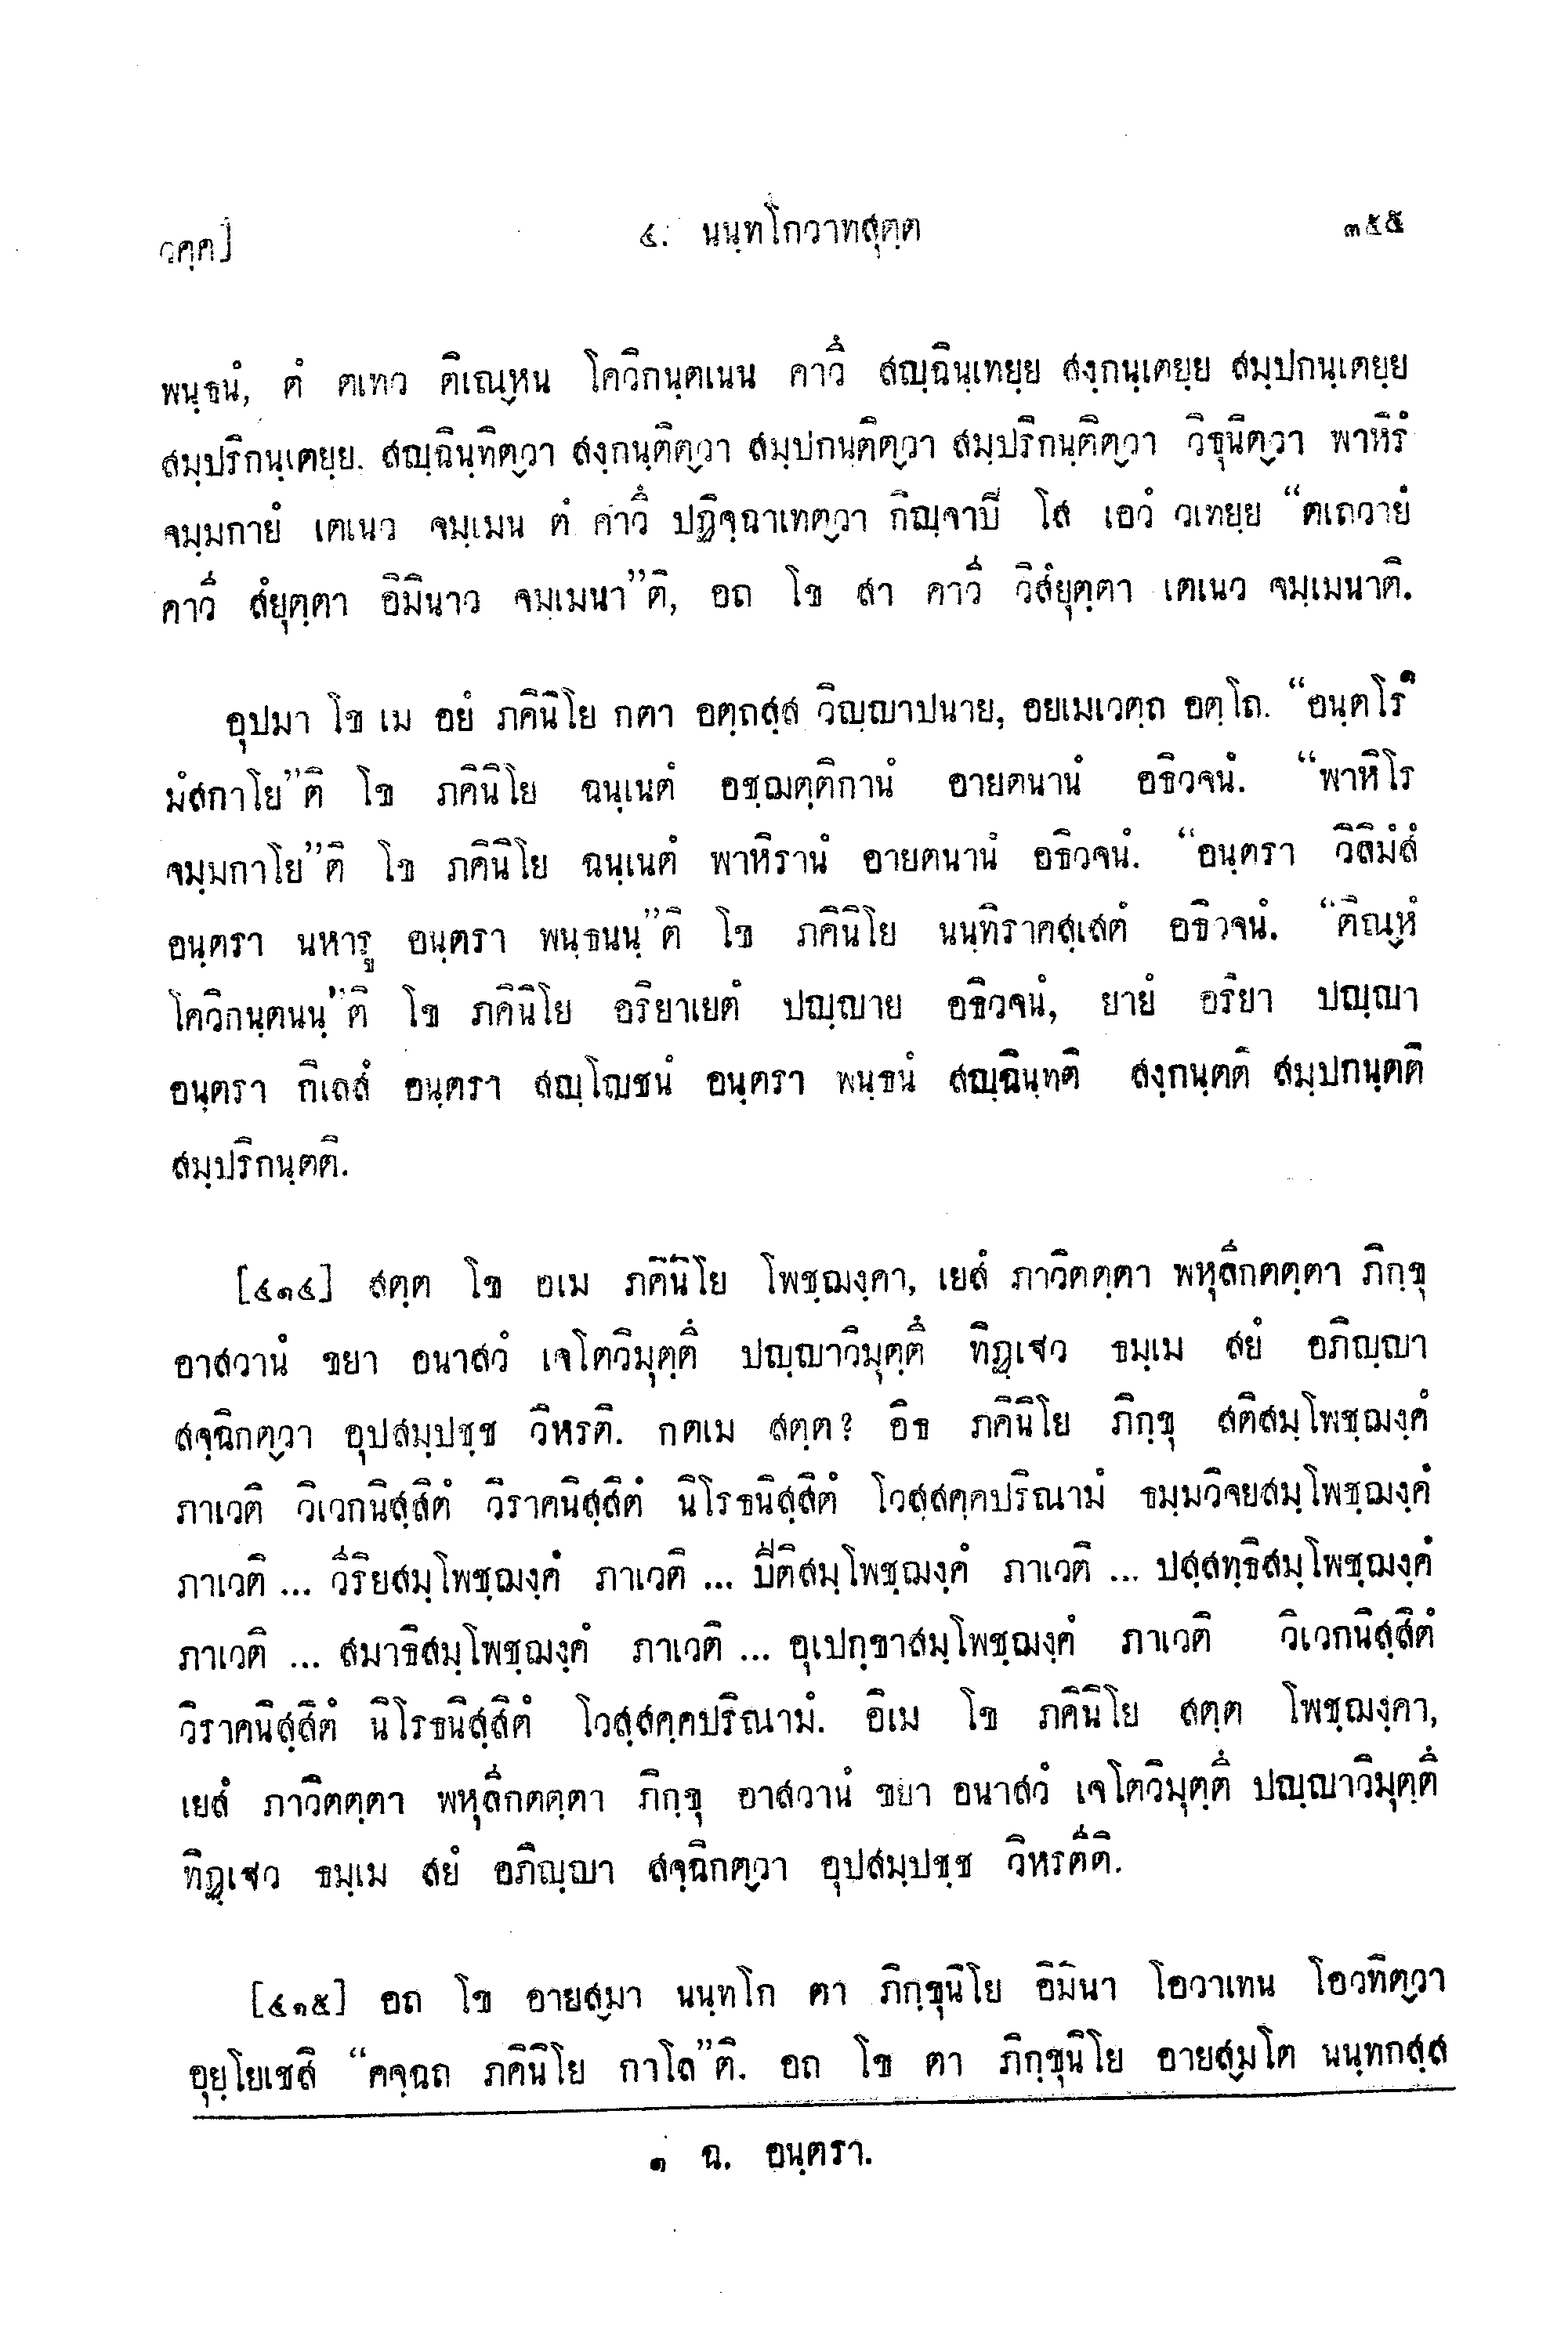 วคฺค]
๔. นนฺทโกวาทสุตฺต
๓๕๕
พนฺธนํ, ตํ ตเทว ติเณฺหน โควิกนฺตเนน คาวึ สญฺฉินฺเทยฺย สงฺกนฺเตยฺย สมฺปกนฺเตยฺย
สมฺปริกนฺเตยฺย. สญฺฉินฺทิตฺวา สงฺกนฺติตฺวา สมฺปกนฺติตฺวา สมฺปริกนฺติตฺวา วิธุนิตฺวา พาหิรํ
จมฺมกายํ เตเนว จมฺเมน ตํ คาวึ ปฏิจฺฉาเทตฺวา กิญฺจาปิ โส เอวํ วเทยฺย “ตเถวายํ
คาวี สํยุตฺตา อิมินาว จมฺเมนา”ติ, อถ โข สา คาวี วิสํยุตฺตา เตเนว จมฺเมนาติ.
อุปมา โข เม อยํ ภคินิโย กตา อตฺถสฺส วิญฺญาปนาย, อยเมเวตฺถ อตฺโถ. “อนฺตโร๑
มํสกาโย”ติ โข ภคินิโย ฉนฺเนตํ อชฺฌตฺติกานํ อายตนานํ อธิวจนํ. “พาหิโร
จมฺมกาโย”ติ โข ภคินิโย ฉนฺเนตํ พาหิรานํ อายตนานํ อธิวจนํ. “อนฺตรา วิลิมํสํ
อนฺตรา นหารู อนฺตรา พนฺธนนฺ”ติ โข ภคินิโย นนฺทิราคสฺเสตํ อธิวจนํ. “ติณฺหํ
โควิกนฺตนนฺ”ติ โข ภคินิโย อริยาเยตํ ปญฺญาย อธิวจนํ, ยายํ อริยา ปญฺญา
อนฺตรา กิเลสํ อนฺตรา สญฺโญชนํ อนฺตรา พนฺธนํ สญฺฉินฺทติ สงฺกนฺตติ สมฺปกนฺตติ
สมฺปริกนฺตติ.
[๔๑๔] สตฺต โข อเม ภคินิโย โพชฺฌงฺคา, เยสํ ภาวิตตฺตา พหุลีกตตฺตา ภิกฺขุ
อาสวานํ ขยา อนาสวํ เจโตวิมุตฺตึ ปญฺญาวิมุตฺตึ ทิฏฺเฐว ธมฺเม สยํ อภิญฺญา
สจฺฉิกตฺวา อุปสมฺปชฺช วิหรติ. กตเม สตฺต? อิธ ภคินิโย ภิกฺขุ สติสมฺโพชฺฌงฺคํ
ภาเวติ วิเวกนิสฺสิตํ วิราคนิสฺสิตํ นิโรธนิสฺสิตํ โวสฺสคฺคปริณามํ ธมฺมวิจยสมฺโพชฺฌงฺคํ
ภาเวติ ... วีริยสมฺโพชฺฌงฺคํ ภาเวติ ... ปีติสมฺโพชฺฌงฺคํ ภาเวติ ... ปสฺสทฺธิสมฺโพชฺฌงฺคํ
ภาเวติ ... สมาธิสมฺโพชฺฌงฺคํ ภาเวติ ... อุเปกฺขาสมฺโพชฺฌงฺคํ ภาเวติ วิเวกนิสฺสิตํ
วิราคนิสฺสิตํ นิโรธนิสฺสิตํ โวสฺสคฺคปริณามํ. อิเม โข ภคินิโย สตฺต โพชฺฌงฺคา,
เยสํ ภาวิตตฺตา พหุลีกตตฺตา ภิกฺขุ อาสวานํ ขยา อนาสวํ เจโตวิมุตฺตึ ปญฺญาวิมุตฺตึ
ทิฏฺเฐว ธมฺเม สยํ อภิญฺญา สจฺฉิกตฺวา อุปสมฺปชฺช วิหรตีติ.
[๔๑๕] อถ โข อายสฺมา นนฺทโก ตา ภิกฺขุนิโย อิมินา โอวาเทน โอวทิตฺวา
อุยฺโยเชสิ “คจฺฉถ ภคินิโย กาโล”ติ. อถ โข ตา ภิกฺขุนิโย อายสฺมโต นนฺทกสฺส
๑ ฉ. อนฺตรา.